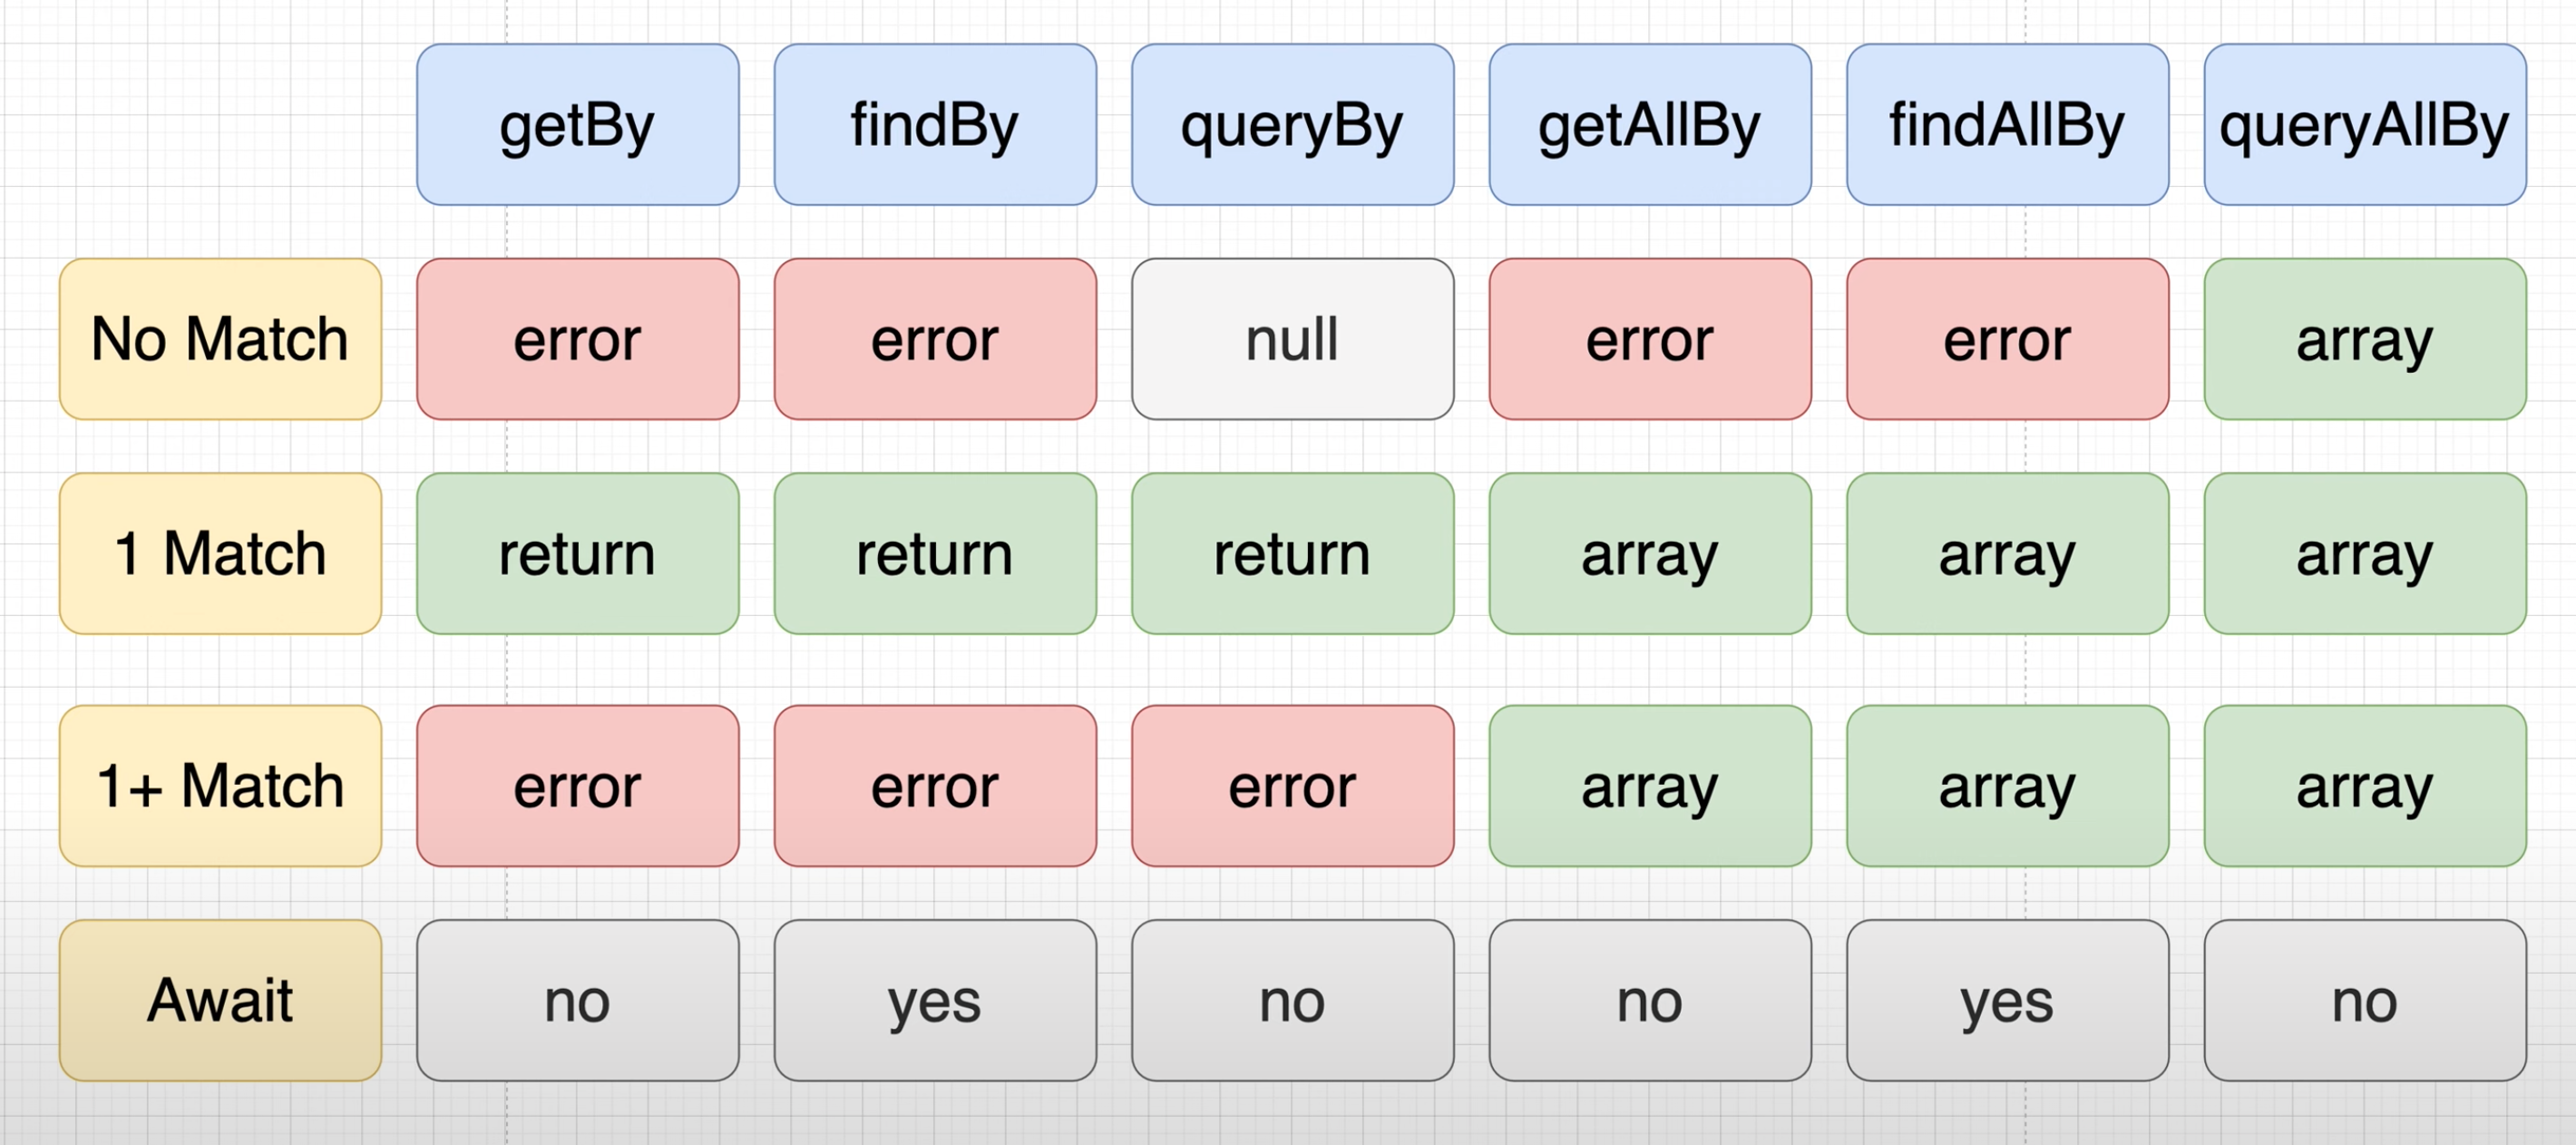 getBy findBy queryBy getAllBy findAllBy queryAllBy
No Match error error null error error array
1 Match return return return array array array
1+ Match error error error array array array
Await no yes no no yes no